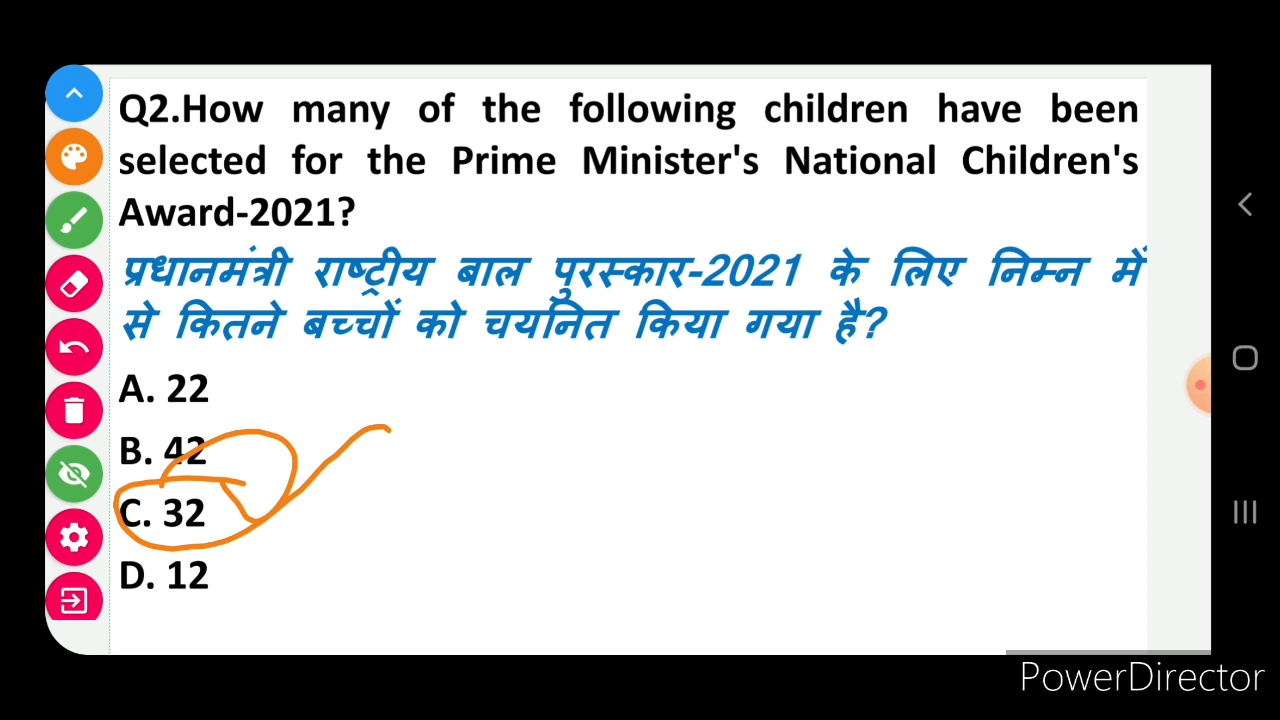 Q2.How many of the following children have been
selected for the Prime Minister's National Children's
Award-2021?
प्रधानमंत्री राष्ट्रीय बाल पुरस्कार-2021 के लिए निम्न में
से कितने बच्चों को चयनित किया गया है?
A. 22
B. 42
C. 32
D. 12
PowerDirector